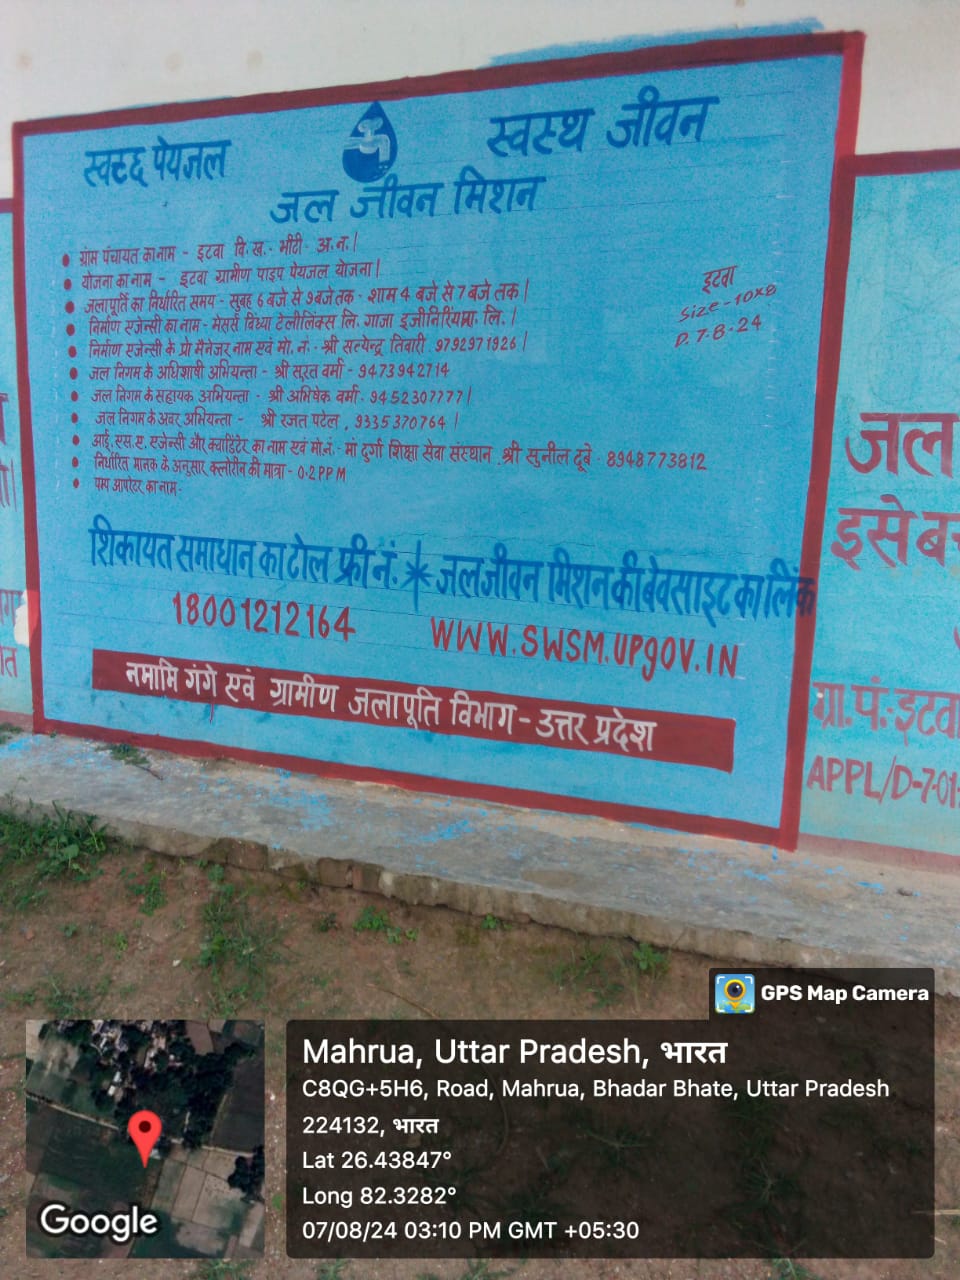 स्वच्छ पेयजल
स्वस्थ जीवन
जल जीवन मिशन
• ग्राम पंचायत का नाम - इटवा वि.ख.- भीटी - अ.न.|
• योजना का नाम - इटवा ग्रामीण पाइप पेयजल योजना|
• जलापूर्ति का निर्धारित समय - सुबह 6 बजे से 9 बजे तक - शाम 4 बजे से 7 बजे तक|
• निर्माण एजेन्सी का नाम - मेसर्स विंध्या टेलीलिंक्स लि. गाजा इंजीनिरिंग प्रा. लि.|
• निर्माण एजेन्सी के प्रो मैनेजर नाम एवं मो. नं. - श्री सत्येन्द्र तिवारी. 9792971926|
• जल निगम के अधिशाषी अभियन्ता - श्री सूरत वर्मा - 9473942714
• जल निगम के सहायक अभियन्ता - श्री अभिषेक वर्मा. 9452307777|
• जल निगम के अवर अभियन्ता - श्री रजत पटेल . 9335370764|
• आई. एस. ए. एजेन्सी और क्वाडिंटेर का नाम एवं मो.नं.- मां दुर्गा शिक्षा सेवा संस्थान . श्री सुनील दूबे - 8948773812
• निर्धारित मानक के अनुसार क्लोरीन की मात्रा - 0.2 PPM
• पम्प आपरेटर का नाम -
इटवा
Size - 10x8
D. 7-8-24
शिकायत समाधान का टोल फ्री नं. * जल जीवन मिशन की वेवसाइट का लिंक
18001212164 WWW.SWSM.UPgOV.IN
नमामि गंगे एवं ग्रामीण जलापूर्ति विभाग - उत्तर प्रदेश
जल
इसे
ग्रा.पं.- इटवा
APPL/D-7-01
GPS Map Camera
Mahrua, Uttar Pradesh, भारत
C8QG+5H6, Road, Mahrua, Bhadar Bhate, Uttar Pradesh
224132, भारत
Lat 26.43847°
Long 82.3282°
07/08/24 03:10 PM GMT +05:30
Google